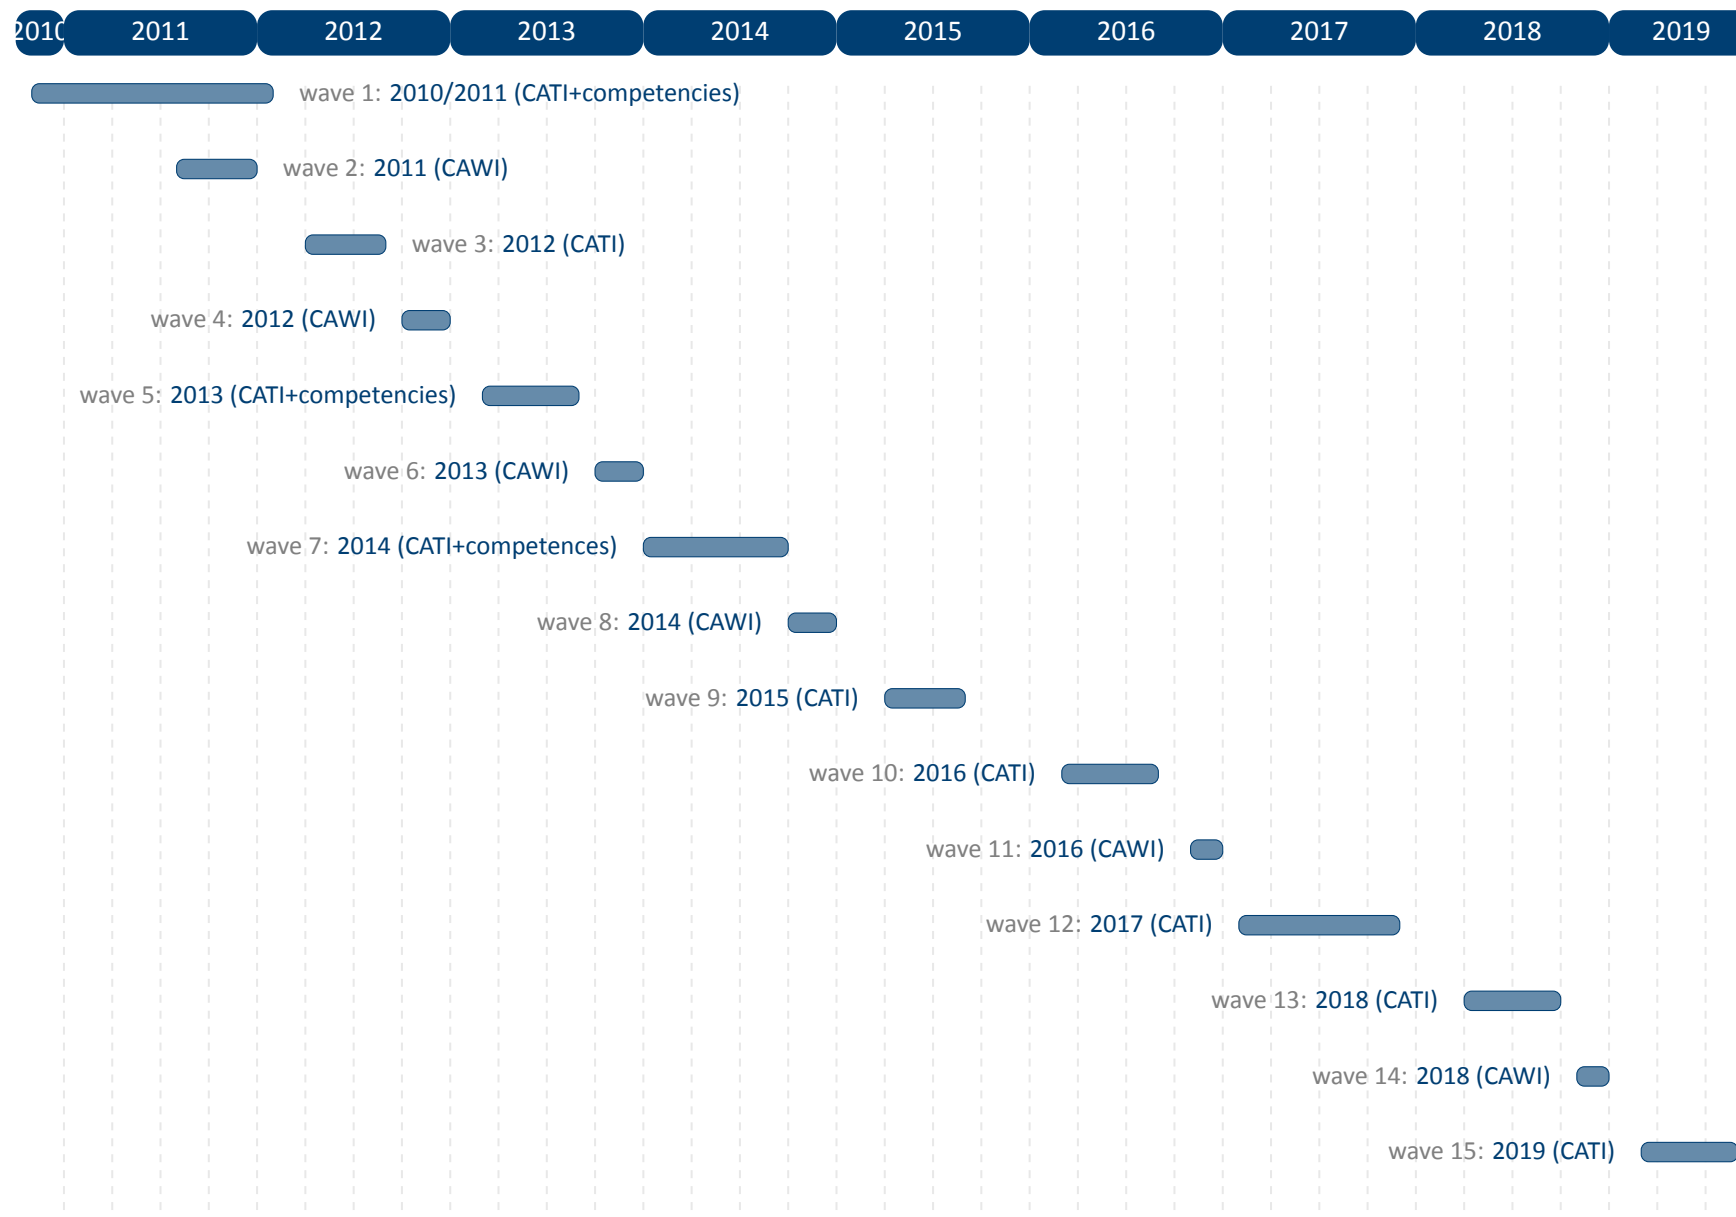 2010 2011 2012 2013 2014 2015 2016 2017 2018 2019
wave 1: 2010/2011 (CATI+competencies)
wave 2: 2011 (CAWI)
wave 3: 2012 (CATI)
wave 4: 2012 (CAWI)
wave 5: 2013 (CATI+competencies)
wave 6: 2013 (CAWI)
wave 7: 2014 (CATI+competences)
wave 8: 2014 (CAWI)
wave 9: 2015 (CATI)
wave 10: 2016 (CATI)
wave 11: 2016 (CAWI)
wave 12: 2017 (CATI)
wave 13: 2018 (CATI)
wave 14: 2018 (CAWI)
wave 15: 2019 (CATI)